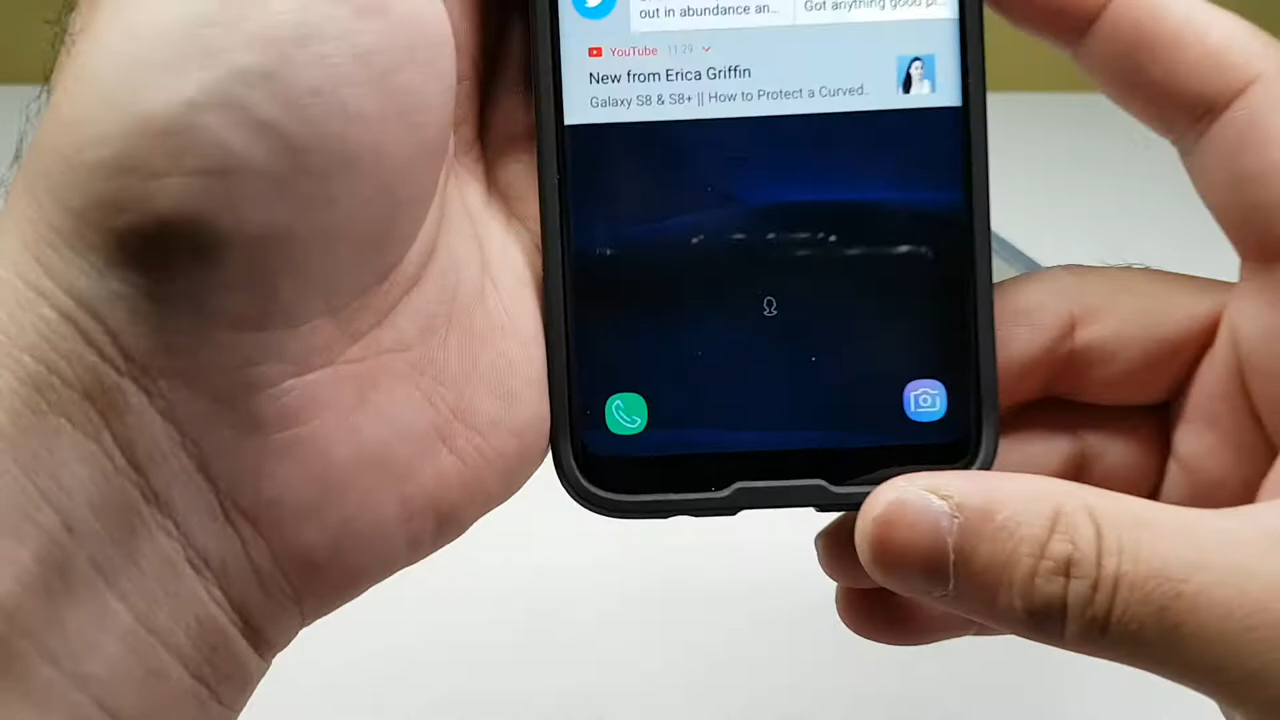 out in abundance an...
Got anything good
YouTube 11:29
New from Erica Griffin
Galaxy S8 & S8+ || How to Protect a Curved..